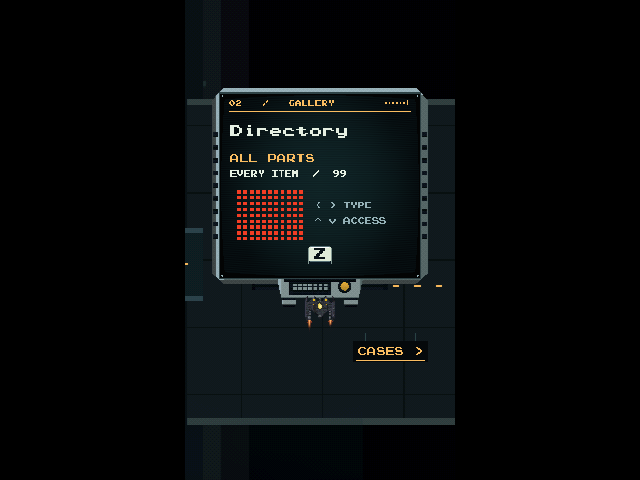 02 / GALLERY
Directory
ALL PARTS
EVERY ITEM / 99
< > TYPE
^ v ACCESS
Z
CASES >